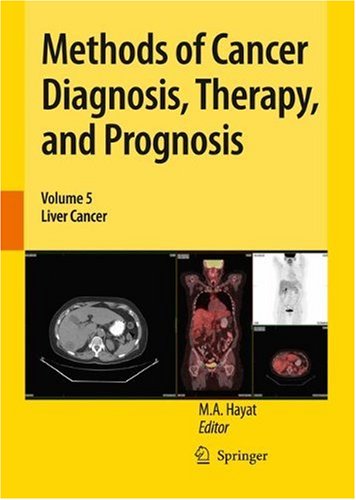 Methods of Cancer
Diagnosis, Therapy,
and Prognosis
Volume 5
Liver Cancer
M.A. Hayat
Editor
Springer